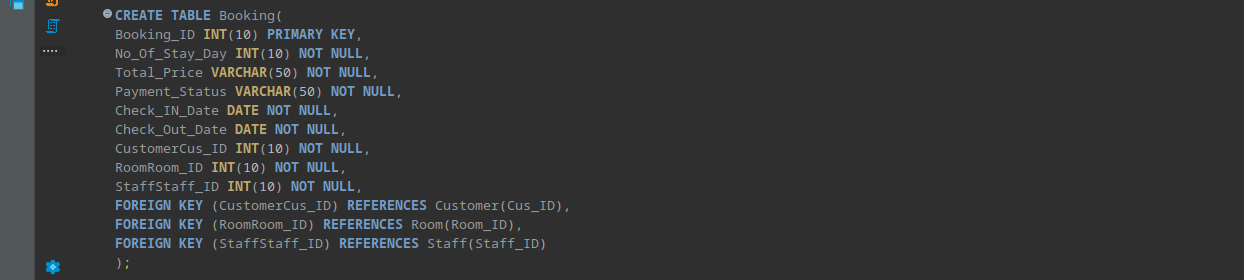 CREATE TABLE Booking(
Booking_ID INT(10) PRIMARY KEY,
No_Of_Stay_Day INT(10) NOT NULL,
Total_Price VARCHAR(50) NOT NULL,
Payment_Status VARCHAR(50) NOT NULL,
Check_IN_Date DATE NOT NULL,
Check_Out_Date DATE NOT NULL,
CustomerCus_ID INT(10) NOT NULL,
RoomRoom_ID INT(10) NOT NULL,
StaffStaff_ID INT(10) NOT NULL,
FOREIGN KEY (CustomerCus_ID) REFERENCES Customer(Cus_ID),
FOREIGN KEY (RoomRoom_ID) REFERENCES Room(Room_ID),
FOREIGN KEY (StaffStaff_ID) REFERENCES Staff(Staff_ID)
);